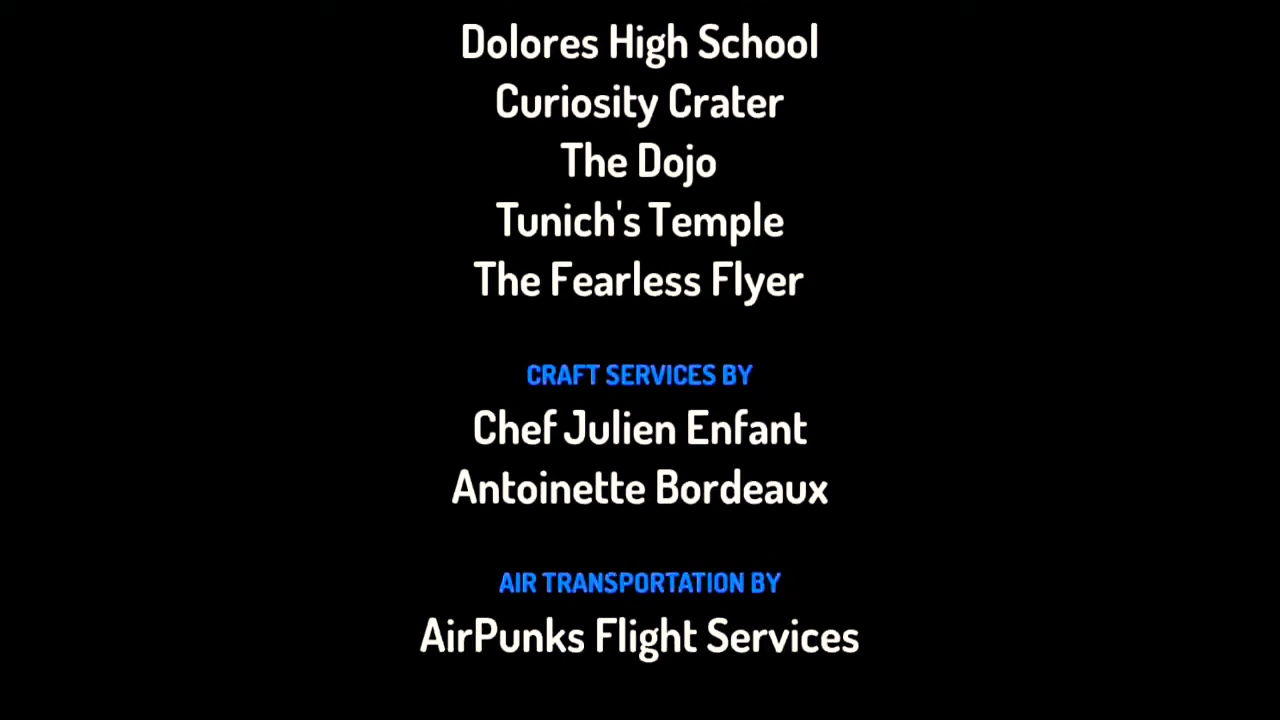 Dolores High School
Curiosity Crater
The Dojo
Tunich's Temple
The Fearless Flyer
CRAFT SERVICES BY
Chef Julien Enfant
Antoinette Bordeaux
AIR TRANSPORTATION BY
AirPunks Flight Services